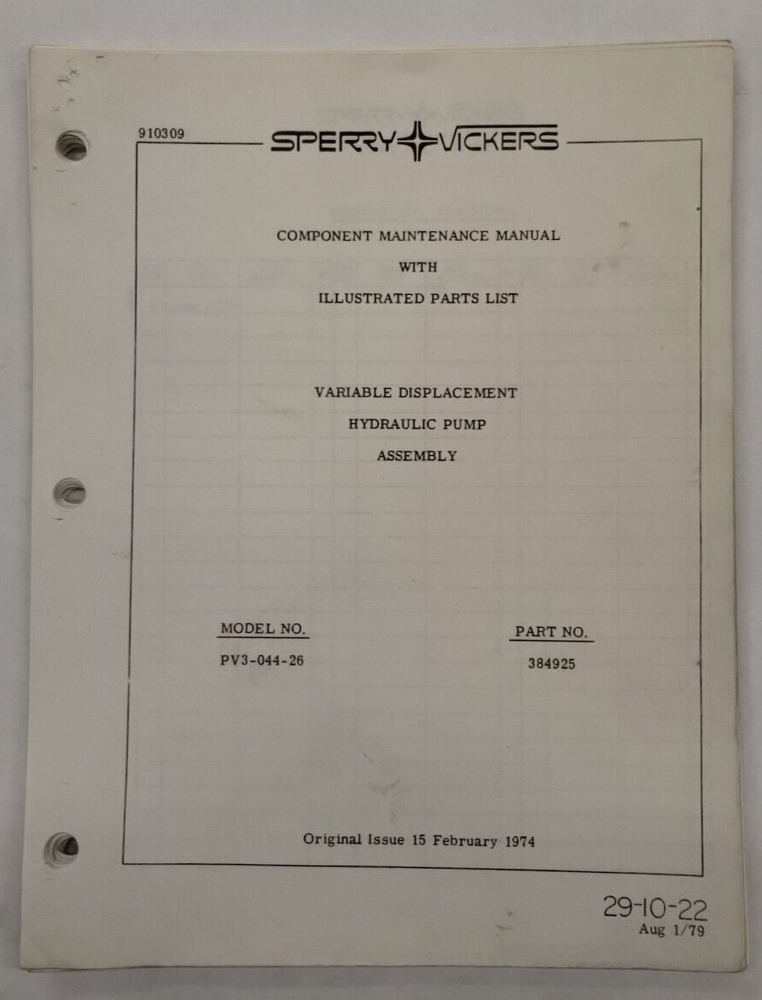 910309
SPERRY VICKERS
COMPONENT MAINTENANCE MANUAL
WITH
ILLUSTRATED PARTS LIST
VARIABLE DISPLACEMENT
HYDRAULIC PUMP
ASSEMBLY
MODEL NO.
PV3-044-26
PART NO.
384925
Original Issue 15 February 1974
29-10-22
Aug 1/79